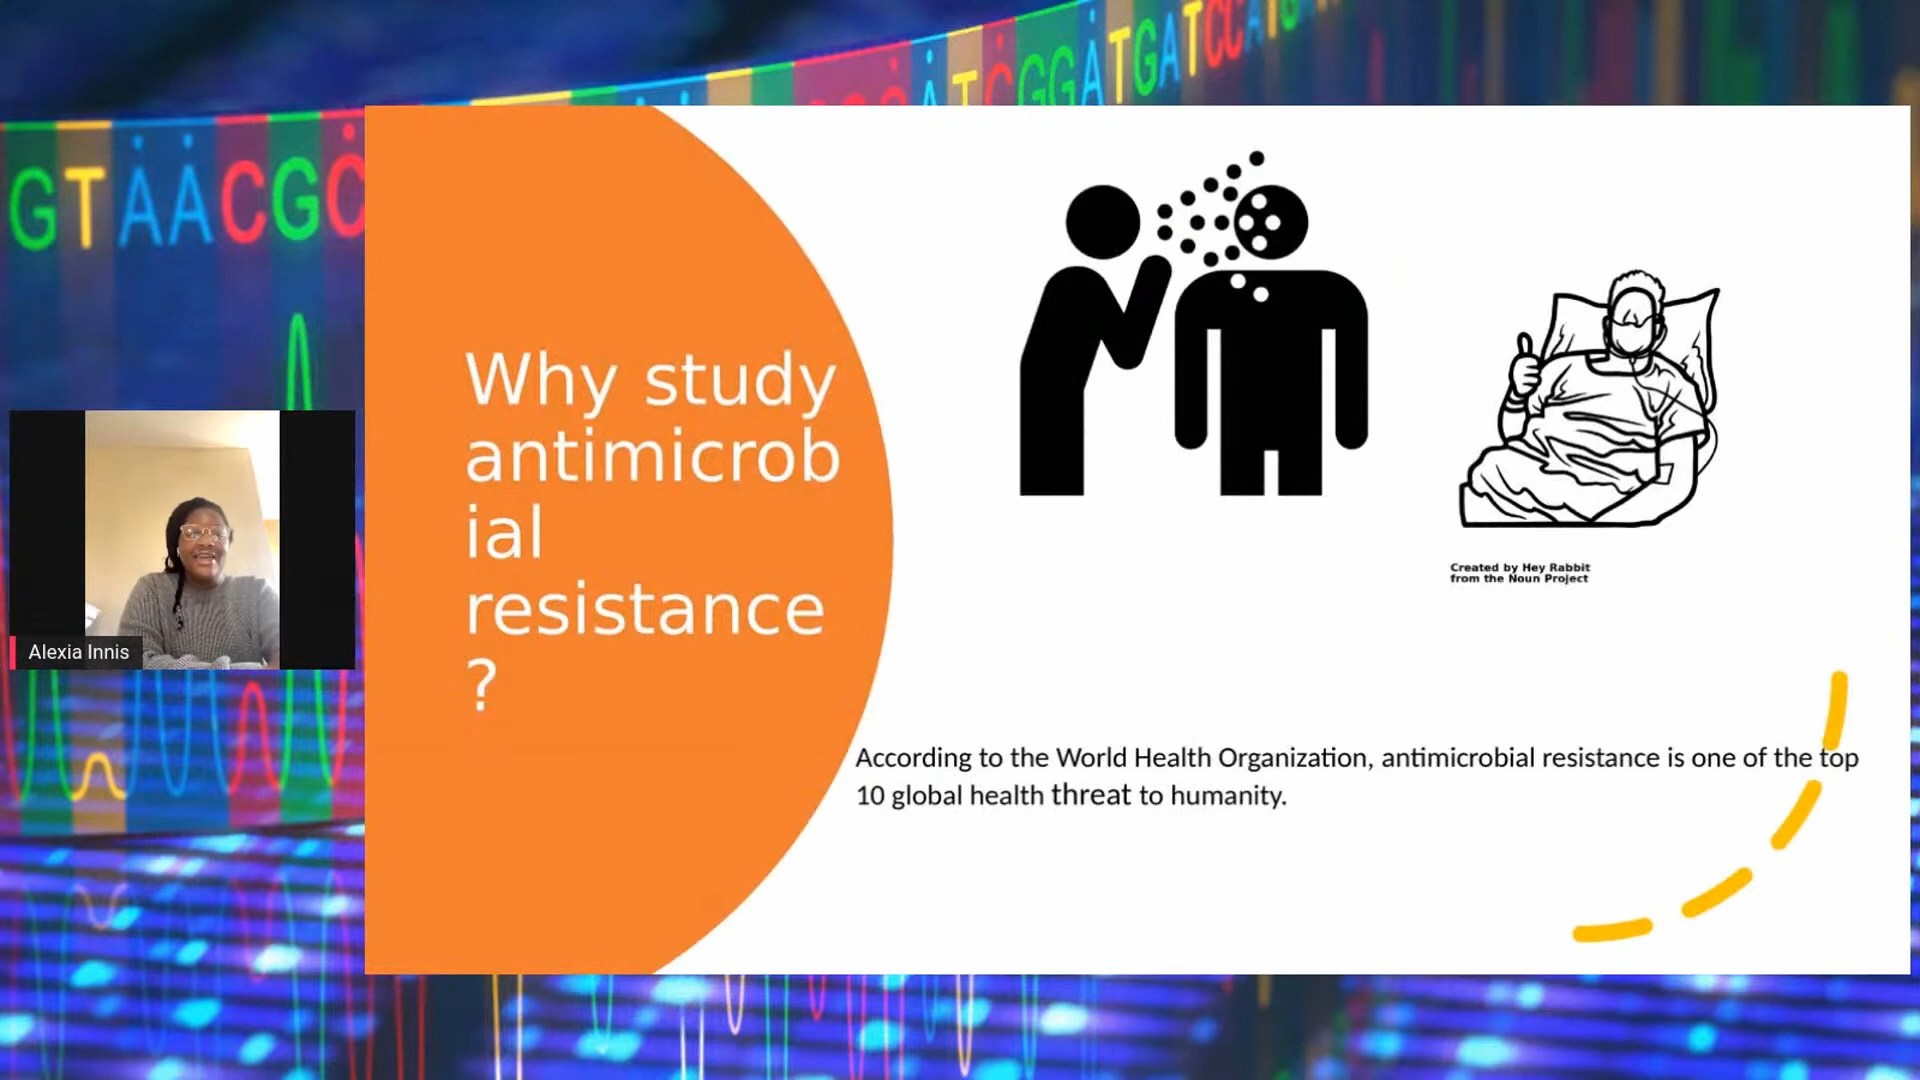 GTAACGC
ATCGGATGATCC
Why study
antimicrob
ial
resistance
?
Created by Hey Rabbit
from the Noun Project
According to the World Health Organization, antimicrobial resistance is one of the top
10 global health threat to humanity.
Alexia Innis